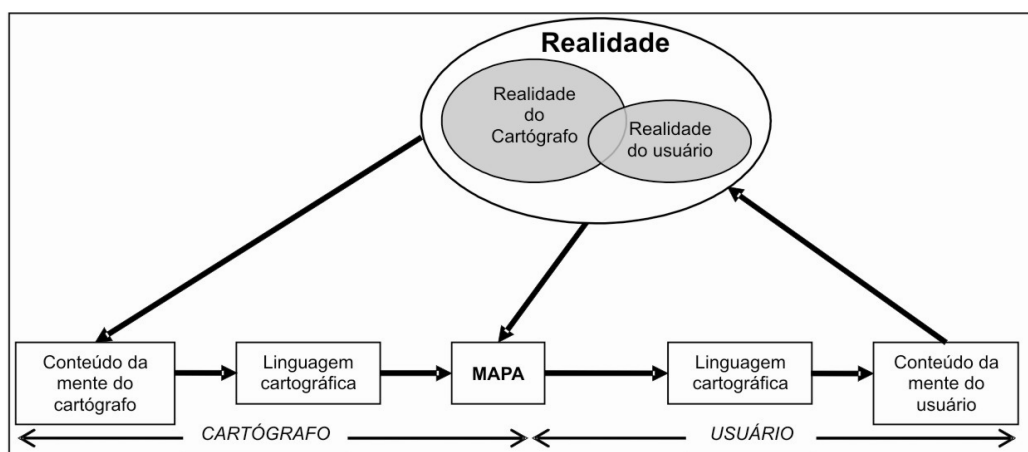 Realidade
Realidade
do
Cartógrafo
Realidade
do usuário
Conteúdo da
mente do
cartógrafo
Linguagem
cartográfica
MAPA
Linguagem
cartográfica
Conteúdo da
mente do
usuário
CARTÓGRAFO
USUÁRIO